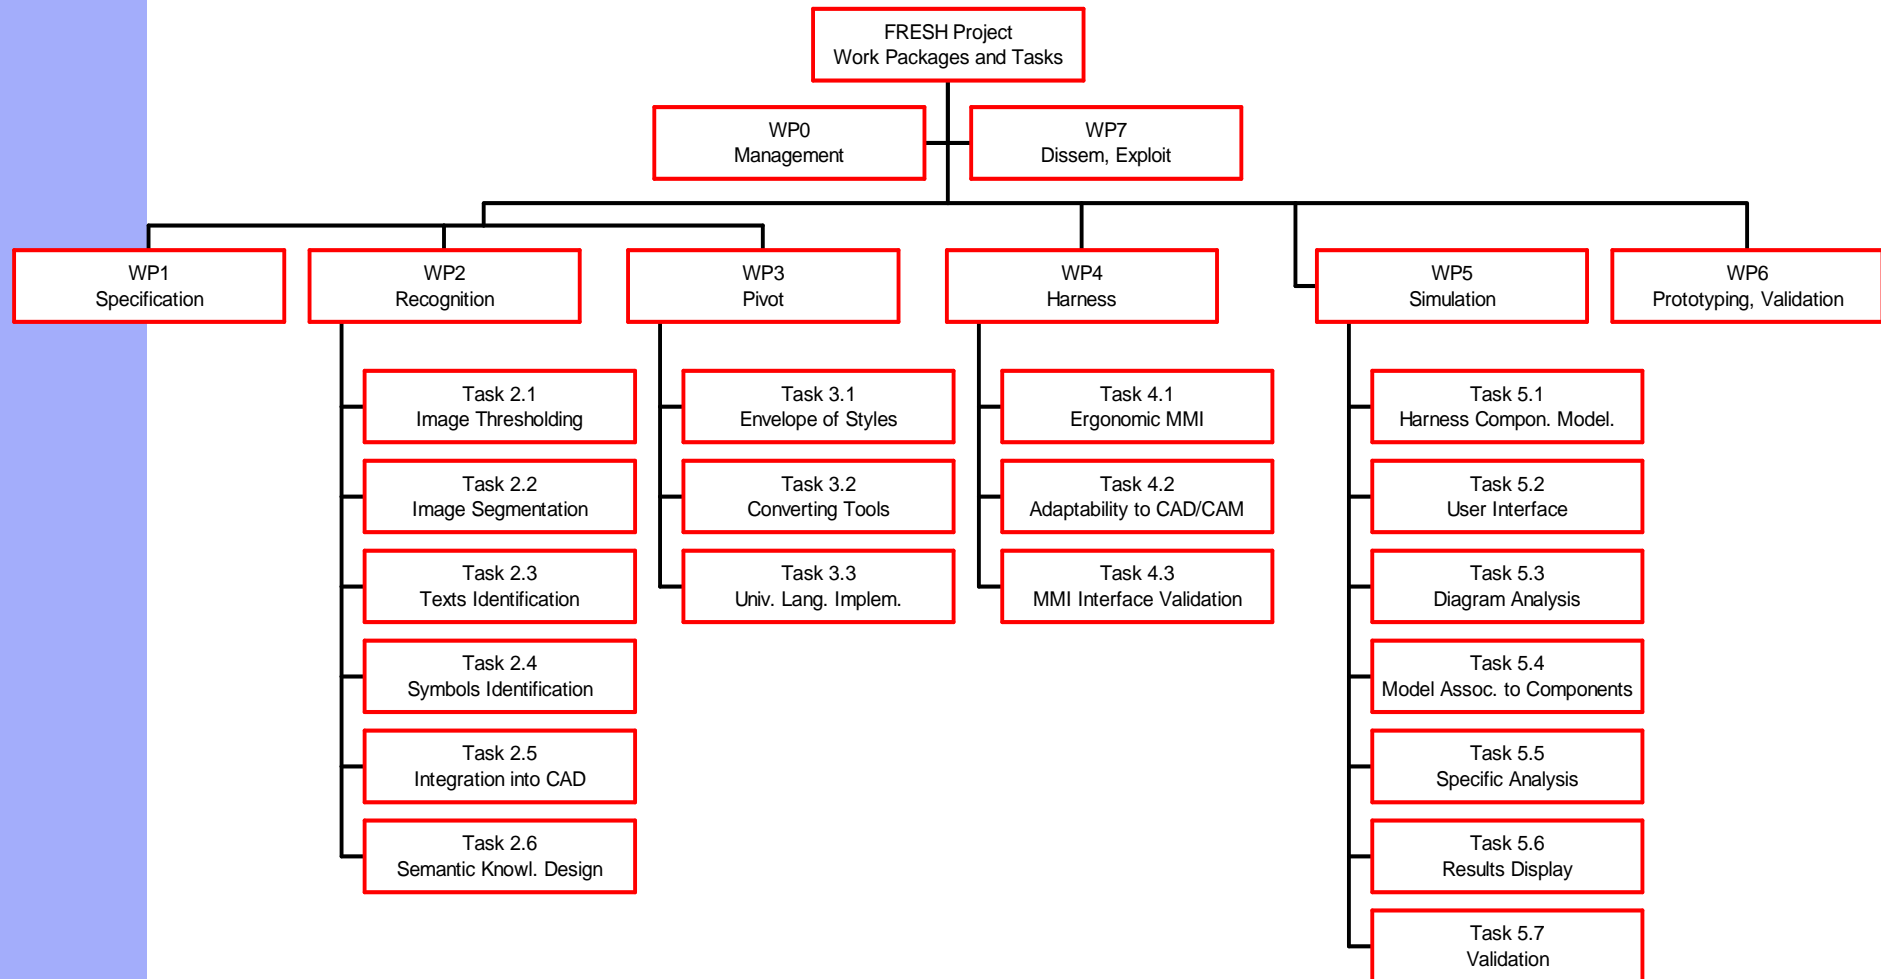 FRESH Project
Work Packages and Tasks
WP0
Management
WP7
Dissem, Exploit
WP1
Specification
WP2
Recognition
WP3
Pivot
WP4
Harness
WP5
Simulation
WP6
Prototyping, Validation
Task 2.1
Image Thresholding
Task 2.2
Image Segmentation
Task 2.3
Texts Identification
Task 2.4
Symbols Identification
Task 2.5
Integration into CAD
Task 2.6
Semantic Knowl. Design
Task 3.1
Envelope of Styles
Task 3.2
Converting Tools
Task 3.3
Univ. Lang. Implem.
Task 4.1
Ergonomic MMI
Task 4.2
Adaptability to CAD/CAM
Task 4.3
MMI Interface Validation
Task 5.1
Harness Compon. Model.
Task 5.2
User Interface
Task 5.3
Diagram Analysis
Task 5.4
Model Assoc. to Components
Task 5.5
Specific Analysis
Task 5.6
Results Display
Task 5.7
Validation